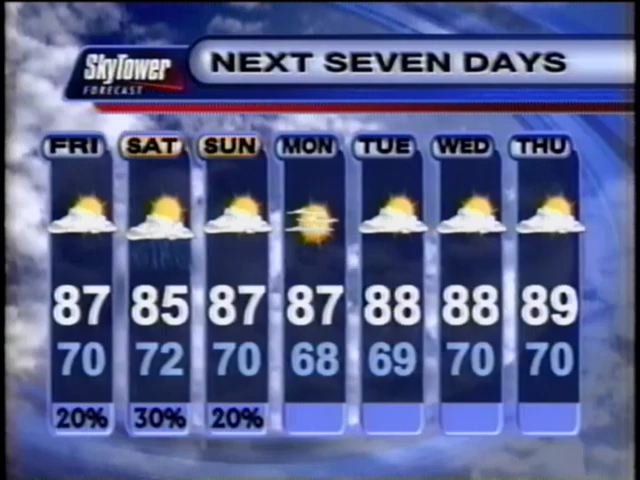 SkyTower
FORECAST
NEXT SEVEN DAYS
FRI SAT SUN MON TUE WED THU
87 85 87 87 88 88 89
70 72 70 68 69 70 70
20% 30% 20%